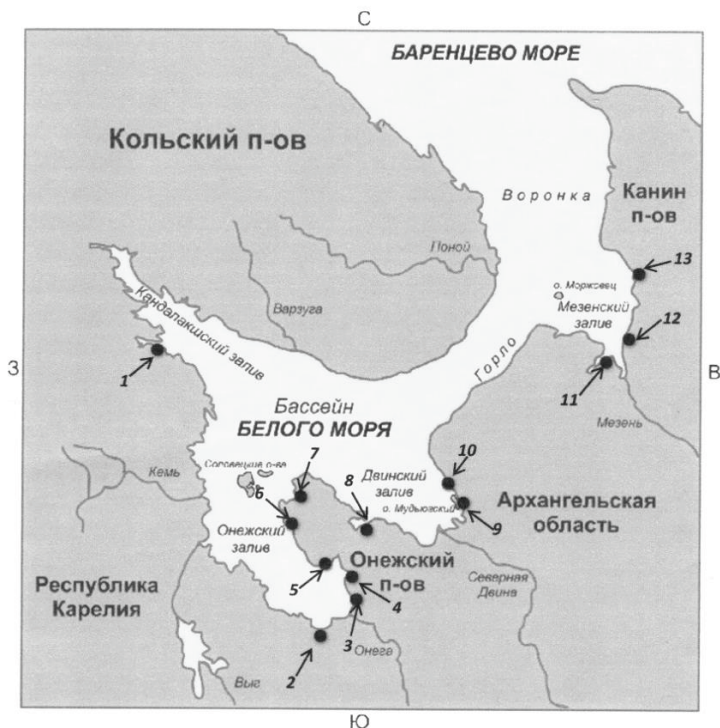 С
БАРЕНЦЕВО МОРЕ
Кольский п-ов
Воронка
Канин
п-ов
Поной
13
о. Моржовец
Мезенский
залив
Варзуга
Кандалакшский залив
12
Горло
З
В
1
11
Мезень
Бассейн
БЕЛОГО МОРЯ
7
10
Соловецкие о-ва
Кемь
8
Двинский
залив
6
о. Мудьюгский
Архангельская
область
9
Онежский
залив
Онежский
п-ов
5
4
Северная
Двина
Республика
Карелия
3
Онега
2
Выг
Ю